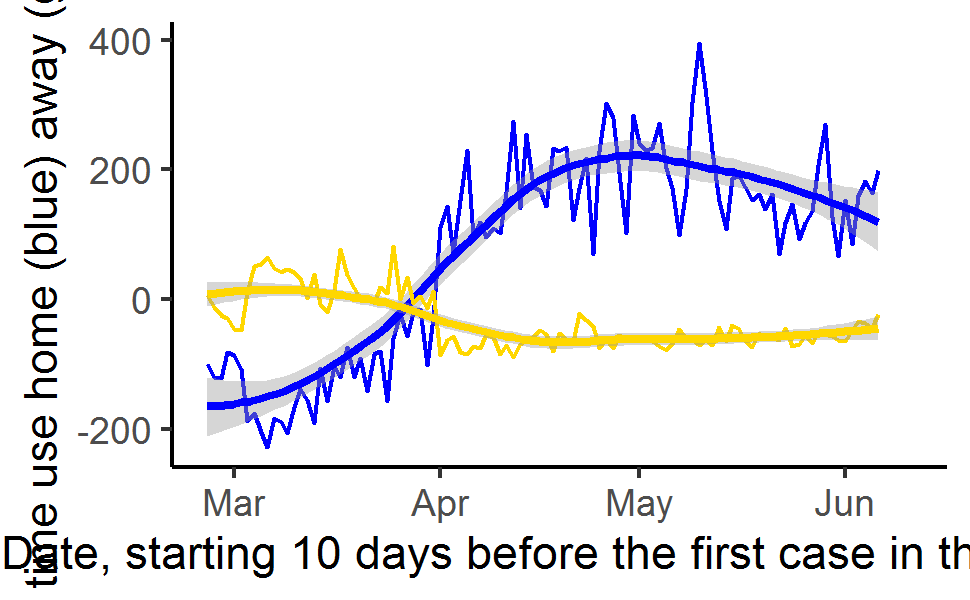 time use home (blue) away (g
400
200
0
-200
Mar Apr May Jun
Date, starting 10 days before the first case in th